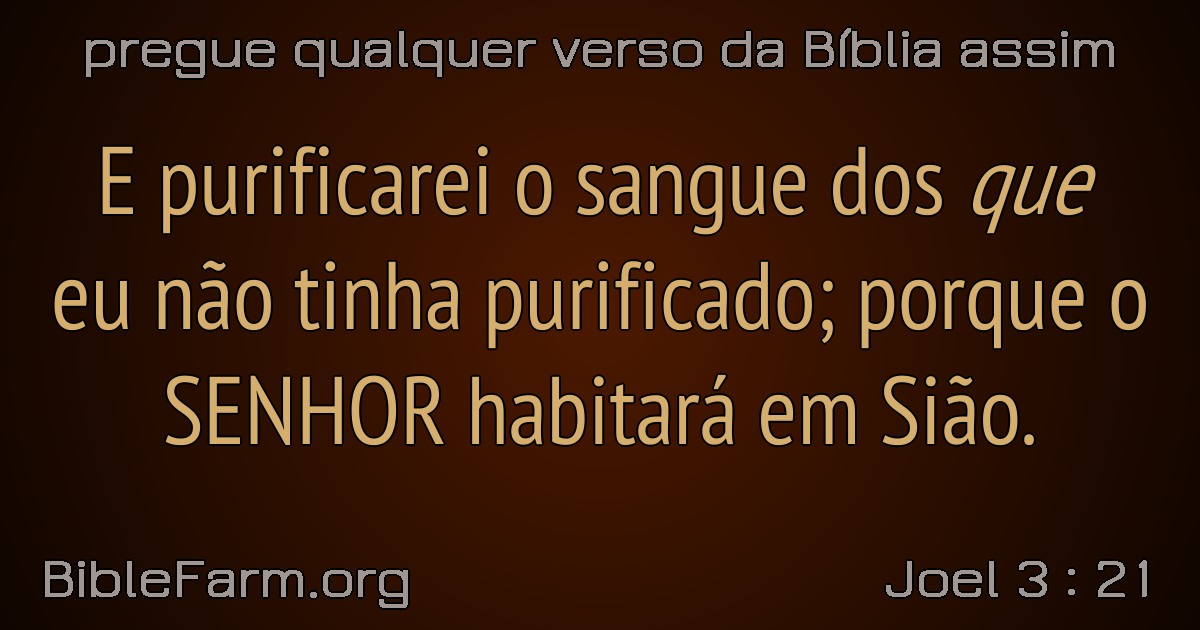 pregue qualquer verso da Bíblia assim
E purificarei o sangue dos que
eu não tinha purificado; porque o
SENHOR habitará em Sião.
BibleFarm.org
Joel 3 : 21